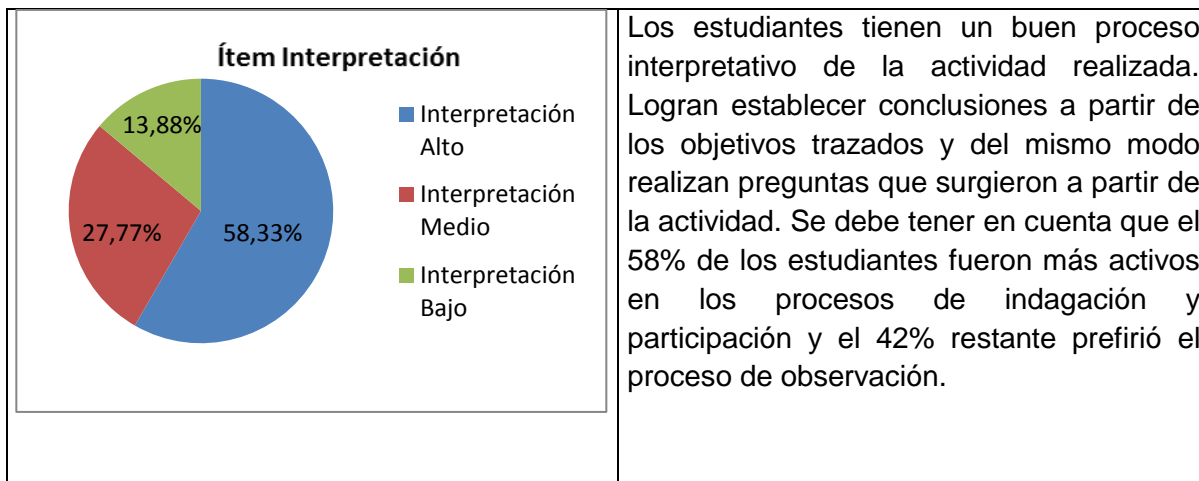 Ítem Interpretación
13,88%
27,77%
58,33%
Interpretación
Alto
Interpretación
Medio
Interpretación
Bajo
Los estudiantes tienen un buen proceso
interpretativo de la actividad realizada.
Logran establecer conclusiones a partir de
los objetivos trazados y del mismo modo
realizan preguntas que surgieron a partir de
la actividad. Se debe tener en cuenta que el
58% de los estudiantes fueron más activos
en los procesos de indagación y
participación y el 42% restante prefirió el
proceso de observación.